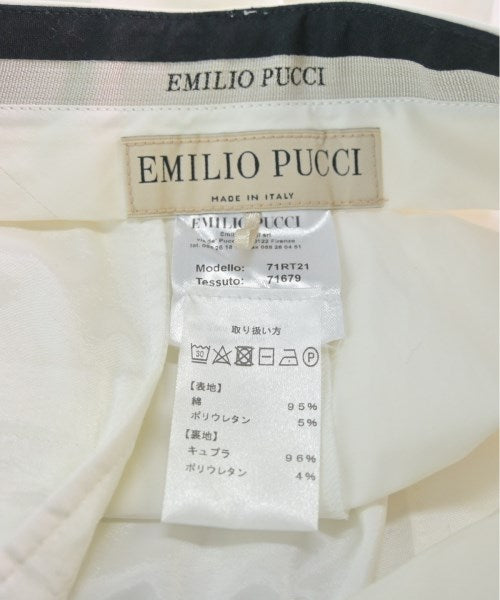 EMILIO PUCCI
EMILIO PUCCI
MADE IN ITALY
EMILIO PUCCI
Modello: 71RT21
Tessuto: 71679
取り扱い方
30
P
【表地】
綿 95%
ポリウレタン 5%
【裏地】
キュプラ 96%
ポリウレタン 4%